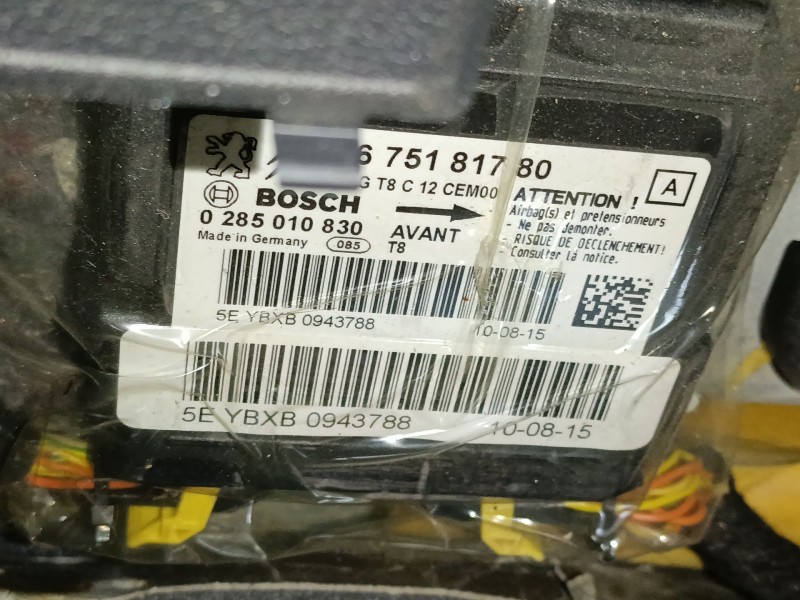 6 751 817 80
G T8 C 12 CEM00
BOSCH
0 285 010 830
Made in Germany 085
AVANT
T8
ATTENTION !
A
Airbag(s) et pretensionneurs
- Ne pas demonter.
- RISQUE DE DECLENCHEMENT!
Consulter la notice.
5E YBXB 0943788 10-08-15
5E YBXB 0943788 10-08-15